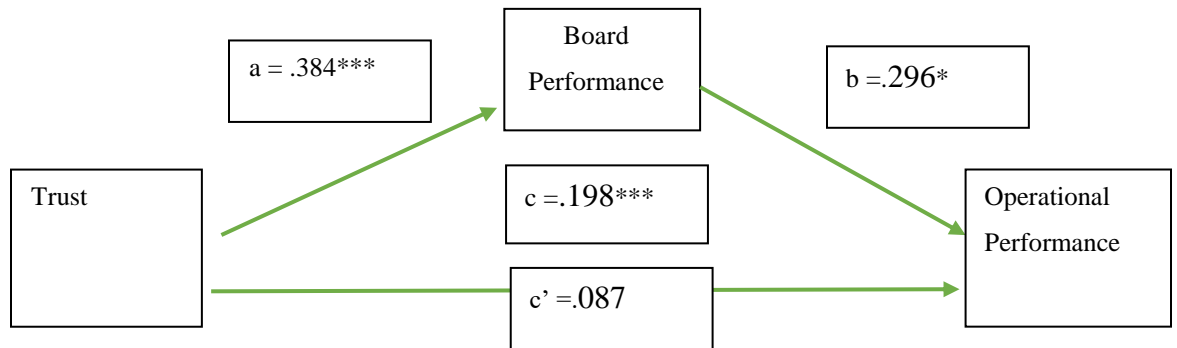 Board
Performance
a = .384***
b =.296*
Trust
c =.198***
Operational
Performance
c’ =.087